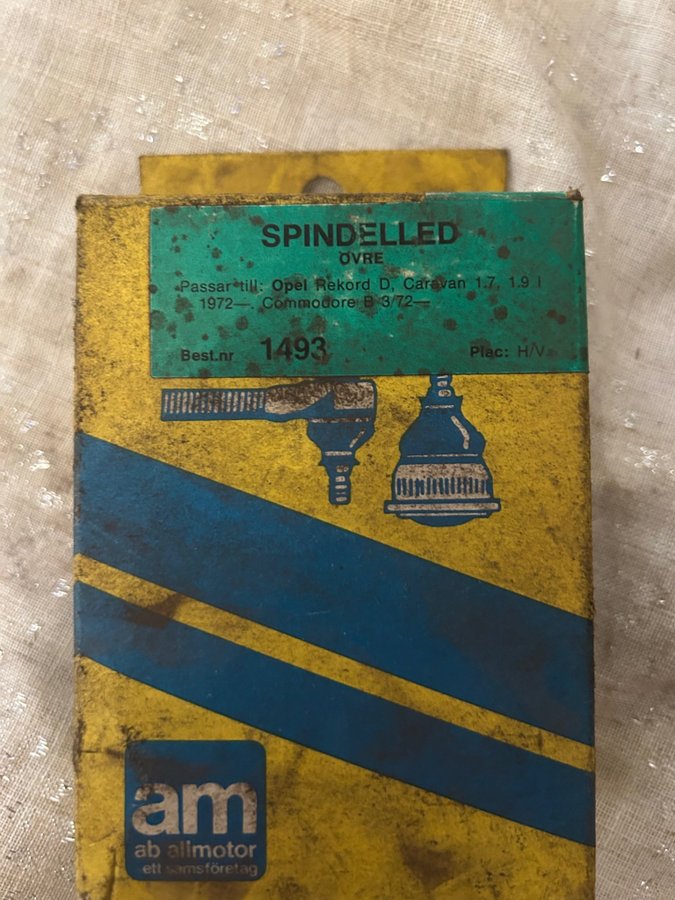 SPINDELLED
ÖVRE
Passar till: Opel Rekord D, Caravan 1.7, 1.9 l
1972—, Commodore B 3/72—
Best.nr 1493 Plac: H/V
am
ab allmotor
ett samsföretag